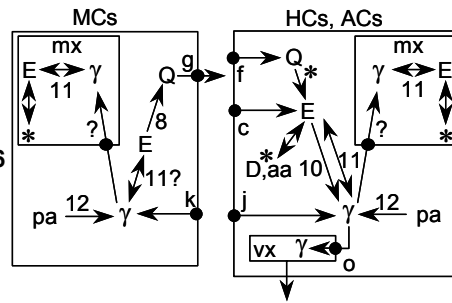 MCs
HCs, ACs
mx
E γ
11
*
?
Q
g
8
E
11?
pa 12 γ
k
s
f
Q
*
c
E
D,aa
*
10
11
j
γ
12
pa
vx γ
o
mx
γ E
11
*
?